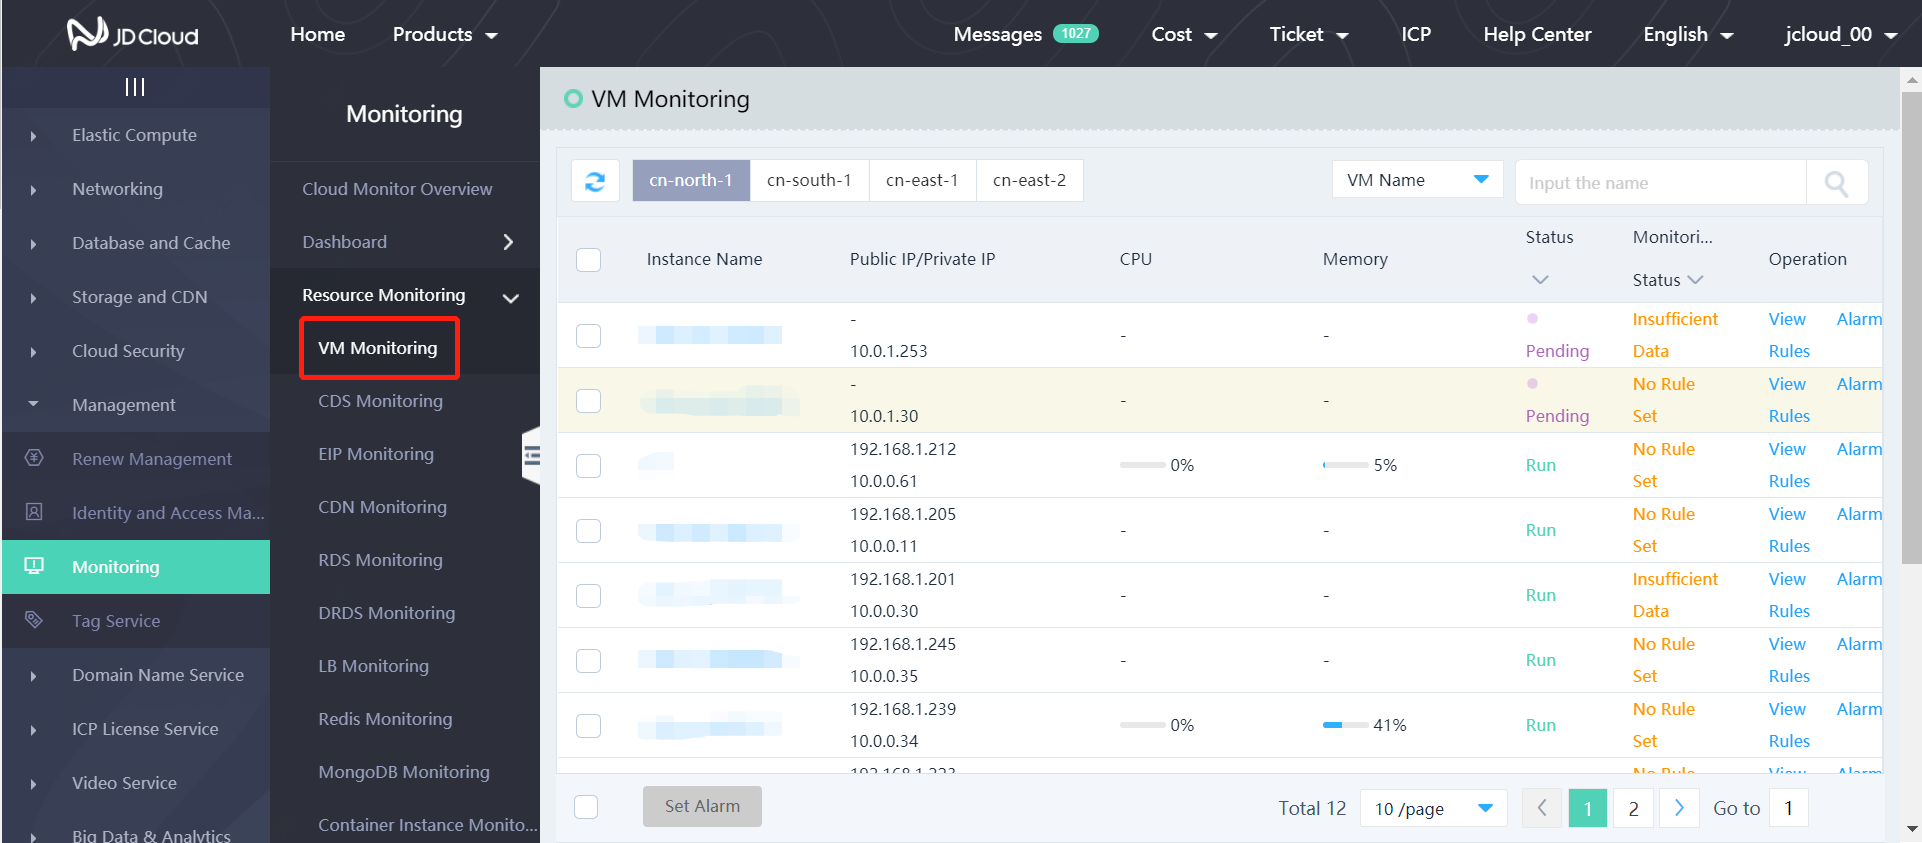 JD Cloud
Home
Products
Messages 1027
Cost
Ticket
ICP
Help Center
English
jcloud_00
Elastic Compute
Networking
Database and Cache
Storage and CDN
Cloud Security
Management
Renew Management
Identity and Access Ma...
Monitoring
Tag Service
Domain Name Service
ICP License Service
Video Service
Big Data & Analytics
Monitoring
Cloud Monitor Overview
Dashboard
Resource Monitoring
VM Monitoring
CDS Monitoring
EIP Monitoring
CDN Monitoring
RDS Monitoring
DRDS Monitoring
LB Monitoring
Redis Monitoring
MongoDB Monitoring
Container Instance Monito...
VM Monitoring
cn-north-1 cn-south-1 cn-east-1 cn-east-2
VM Name
Input the name
Instance Name
Public IP/Private IP
CPU
Memory
Status
Monitori...
Status
Operation
-
10.0.1.253
-
-
Pending
Insufficient
Data
View Alarm
Rules
-
10.0.1.30
-
-
Pending
No Rule
Set
View Alarm
Rules
192.168.1.212
10.0.0.61
0%
5%
Run
No Rule
Set
View Alarm
Rules
192.168.1.205
10.0.0.11
-
-
Run
No Rule
Set
View Alarm
Rules
192.168.1.201
10.0.0.30
-
-
Run
Insufficient
Data
View Alarm
Rules
192.168.1.245
10.0.0.35
-
-
Run
No Rule
Set
View Alarm
Rules
192.168.1.239
10.0.0.34
0%
41%
Run
No Rule
Set
View Alarm
Rules
192.168.1.223
No Rule
View Alarm
Set Alarm
Total 12
10 /page
1
2
Go to
1